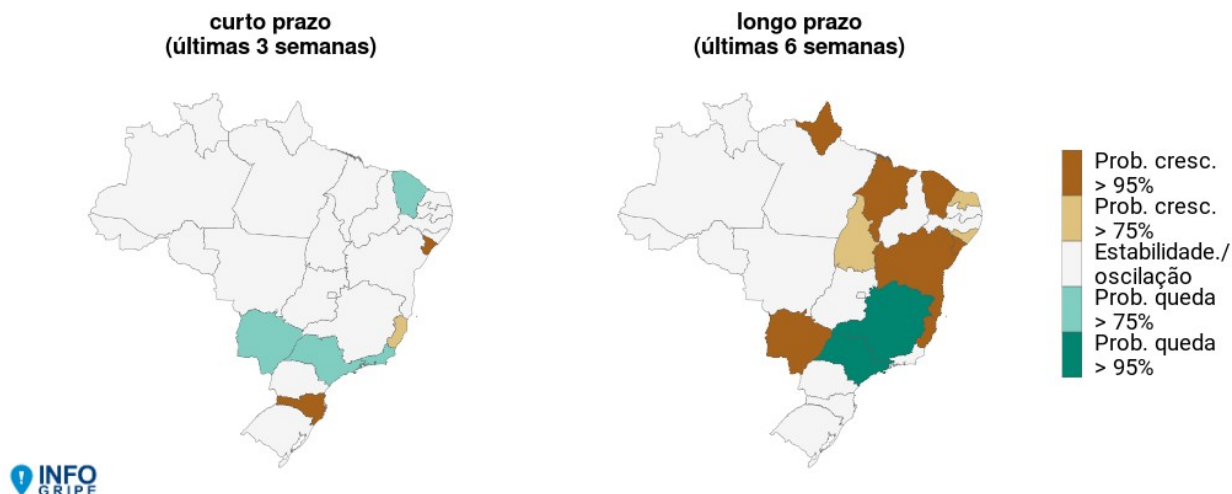 curto prazo
(últimas 3 semanas)
longo prazo
(últimas 6 semanas)
Prob. cresc.
> 95%
Prob. cresc.
> 75%
Estabilidade./
oscilação
Prob. queda
> 75%
Prob. queda
> 95%
INFO
GRIPE